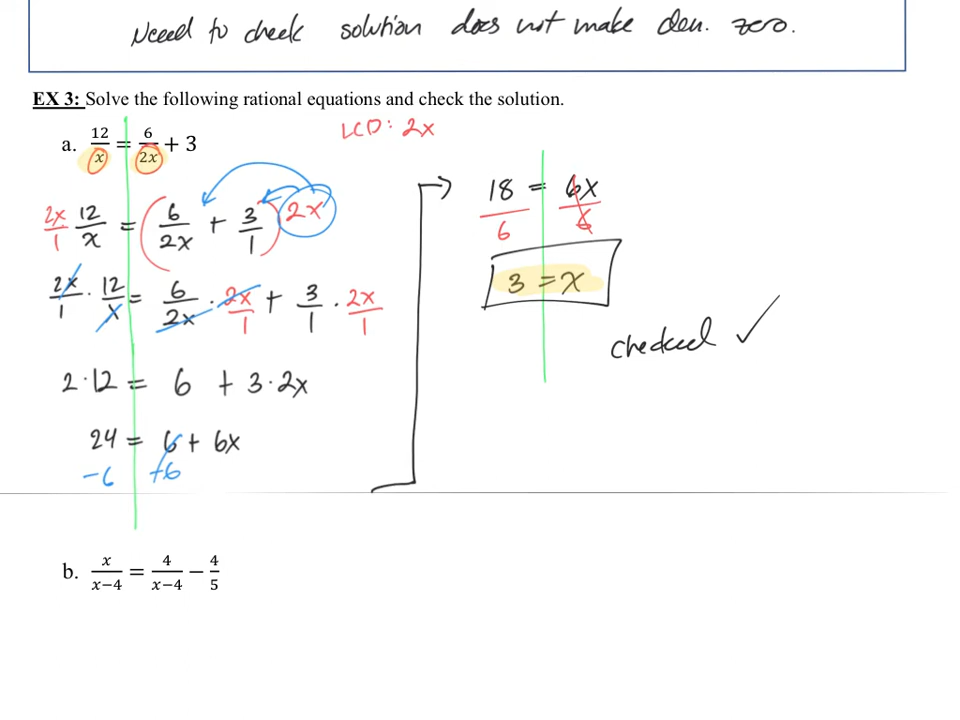 Neeed to check solution does not make den. zero.
EX 3: Solve the following rational equations and check the solution.
LCD: 2x
a. 12/x = 6/2x + 3
2x/1 12/x = (6/2x + 3/1) 2x
2x/1 · 12/x = 6/2x · 2x/1 + 3/1 · 2x/1
2·12 = 6 + 3·2x
24 = 6 + 6x
-6 +6
18 = 6x
6 6
3 = x
checked ✓
b. x/x−4 = 4/x−4 − 4/5